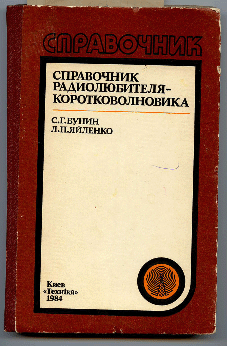 СПРАВОЧНИК
СПРАВОЧНИК
РАДИОЛЮБИТЕЛЯ-
КОРОТКОВОЛНОВИКА
С.Г.БУНИН
Л.П.ЯЙЛЕНКО
Киев
«Техніка»
1984